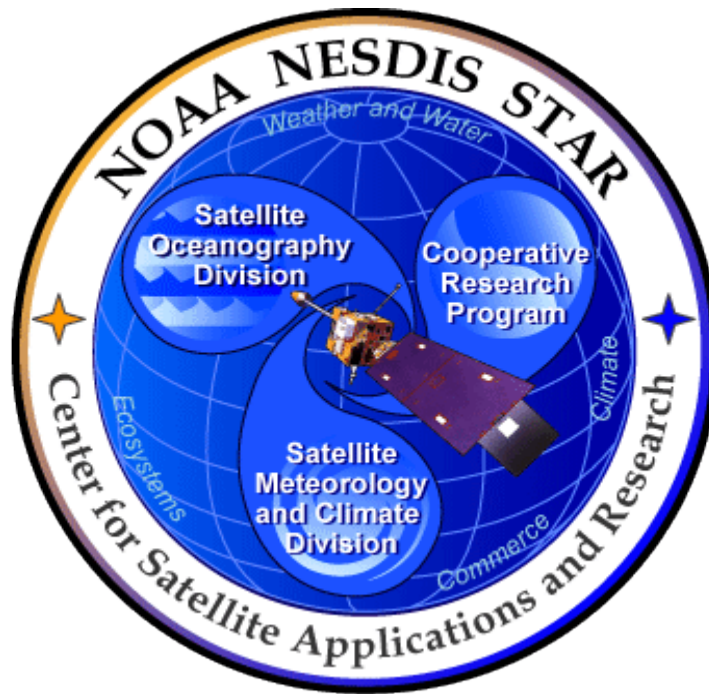 NOAA NESDIS STAR
Weather and Water
Satellite
Oceanography
Division
Cooperative
Research
Program
Climate
Ecosystems
Satellite
Meteorology
and Climate
Division
Commerce
Center for Satellite Applications and Research